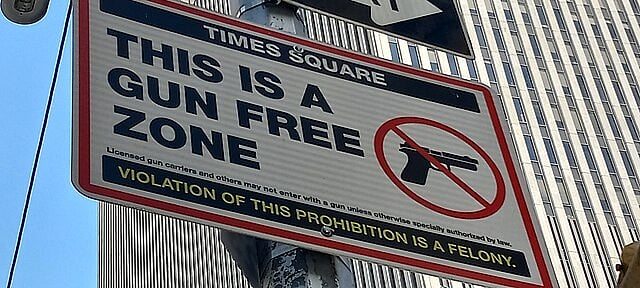 TIMES SQUARE
THIS IS A
GUN FREE
ZONE
Licensed gun carriers and others may not enter with a gun unless otherwise specially authorized by law.
VIOLATION OF THIS PROHIBITION IS A FELONY.